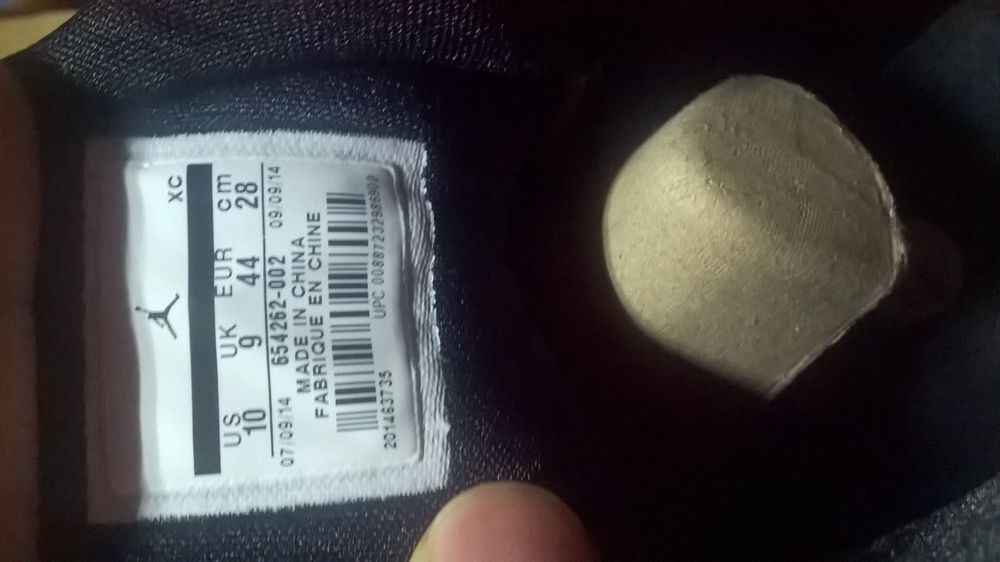 XC
US UK EUR cm
10 9 44 28
07/09/14 654262-002 09/09/14
MADE IN CHINA
FABRIQUE EN CHINE
UPC 00887232986902
201463735